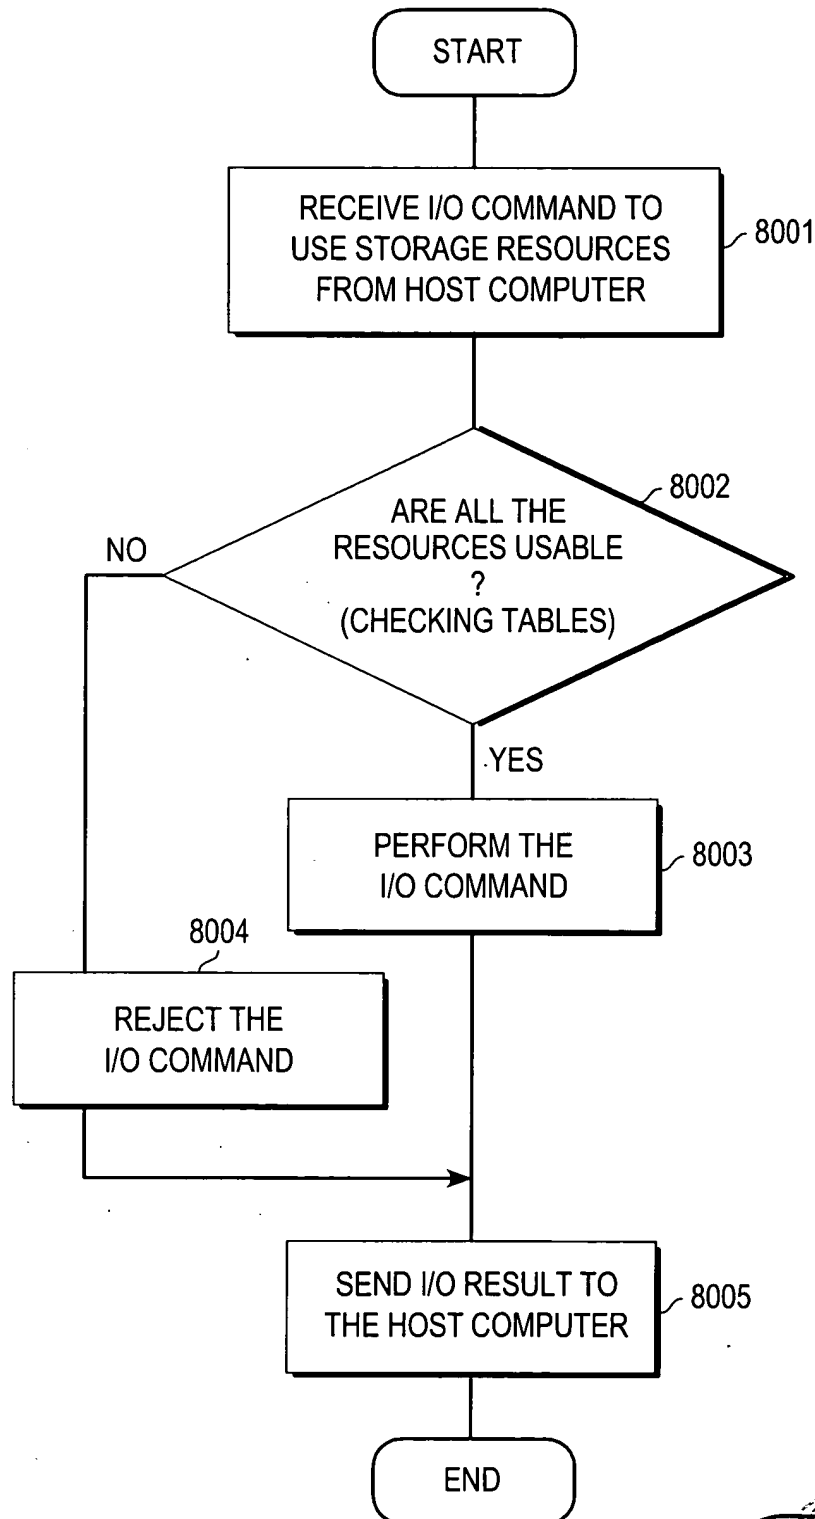 START
RECEIVE I/O COMMAND TO
USE STORAGE RESOURCES
FROM HOST COMPUTER
8001
8002
ARE ALL THE
RESOURCES USABLE
?
(CHECKING TABLES)
NO
YES
PERFORM THE
I/O COMMAND
8003
8004
REJECT THE
I/O COMMAND
SEND I/O RESULT TO
THE HOST COMPUTER
8005
END